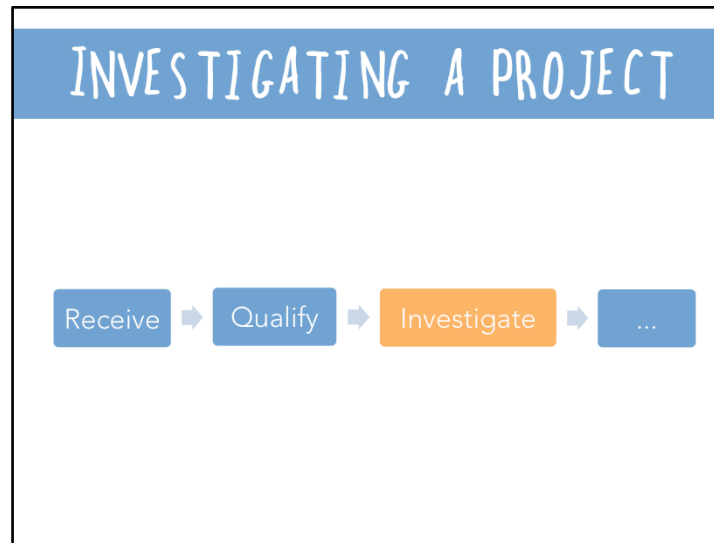 INVESTIGATING A PROJECT
Receive
Qualify
Investigate
...